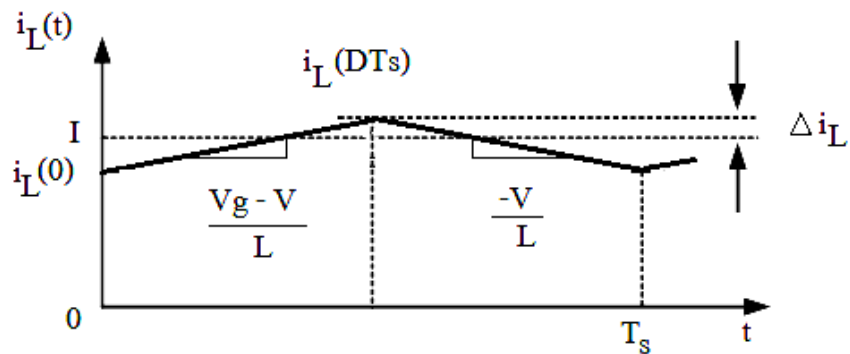 iL(t)
iL(DTs)
I
Δ iL
iL(0)
Vg - V
L
-V
L
0
Ts
t